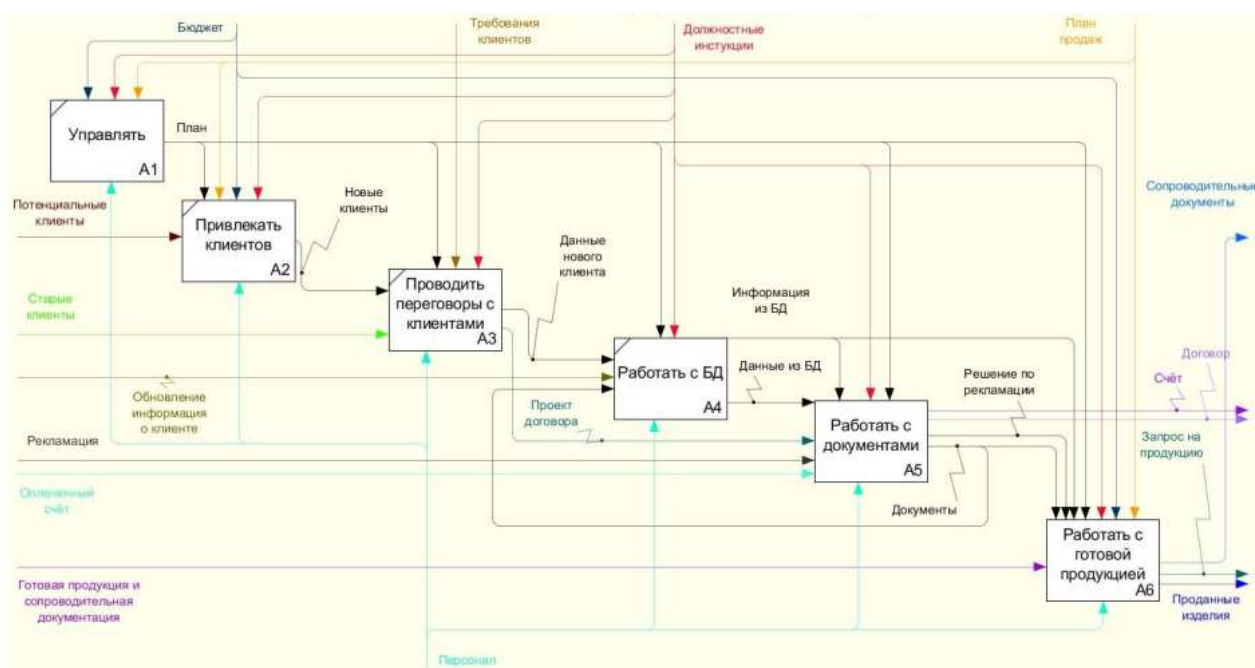 Бюджет
Требования
клиентов
Должностные
инстукции
План
продаж
Управлять
A1
План
Потенциальные
клиенты
Привлекать
клиентов
A2
Новые
клиенты
Сопроводительные
документы
Данные
нового
клиента
Проводить
переговоры с
клиентами
A3
Старые
клиенты
Информация
из БД
Работать с БД
A4
Данные из БД
Решение по
рекламации
Договор
Счёт
Обновление
информация
о клиенте
Проект
договора
Работать с
документами
A5
Запрос на
продукцию
Рекламация
Оплаченный
счёт
Документы
Работать с
готовой
продукцией
A6
Готовая продукция и
сопроводительная
документация
Проданные
изделия
Персонал